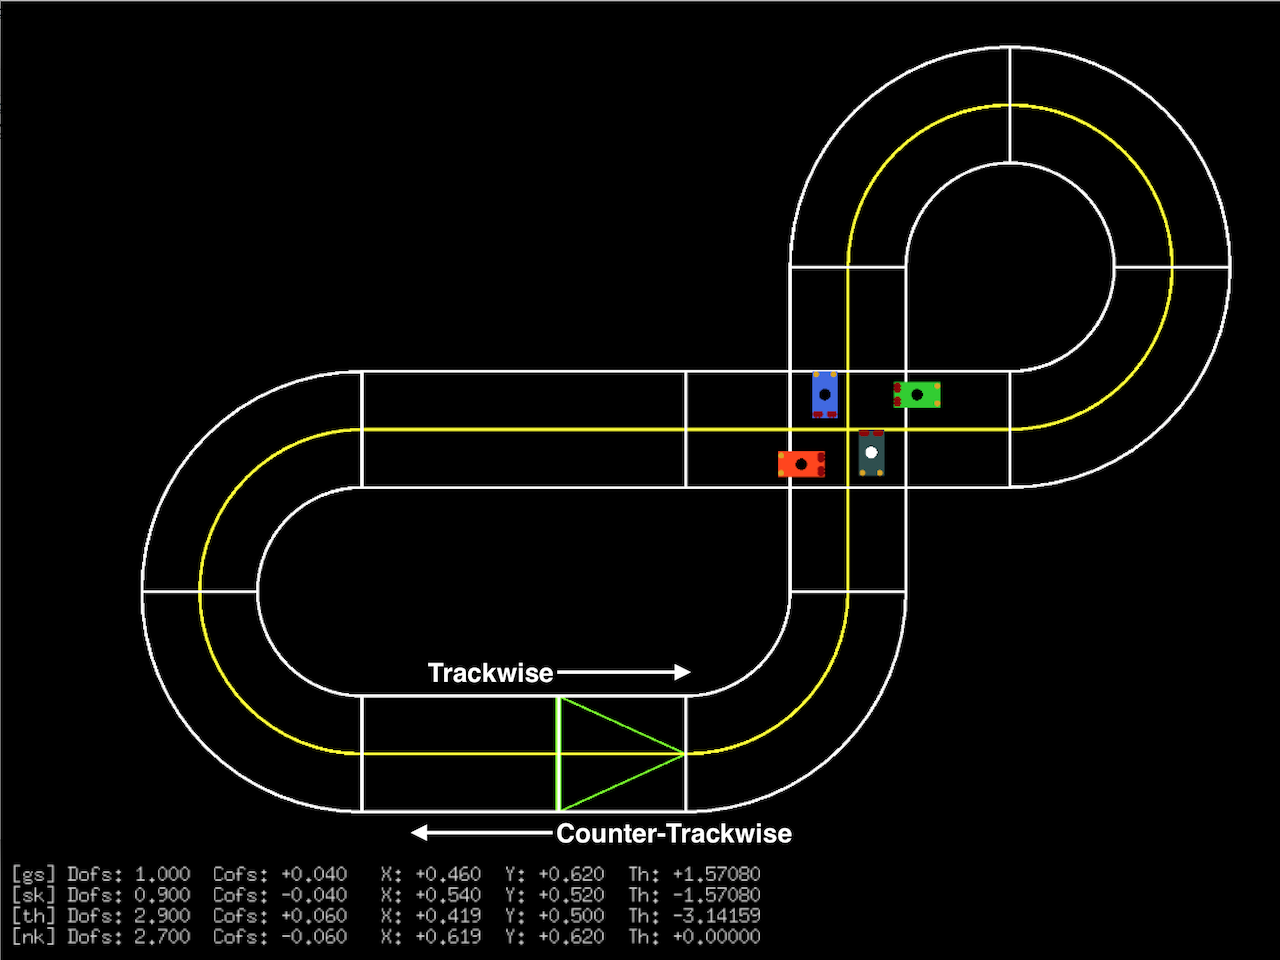 Trackwise
Counter-Trackwise
[gs] Dofs: 1.000 Cofs: +0.040 X: +0.460 Y: +0.620 Th: +1.57080
[sk] Dofs: 0.900 Cofs: -0.040 X: +0.540 Y: +0.520 Th: -1.57080
[th] Dofs: 2.900 Cofs: +0.060 X: +0.419 Y: +0.500 Th: -3.14159
[nk] Dofs: 2.700 Cofs: -0.060 X: +0.619 Y: +0.620 Th: +0.00000